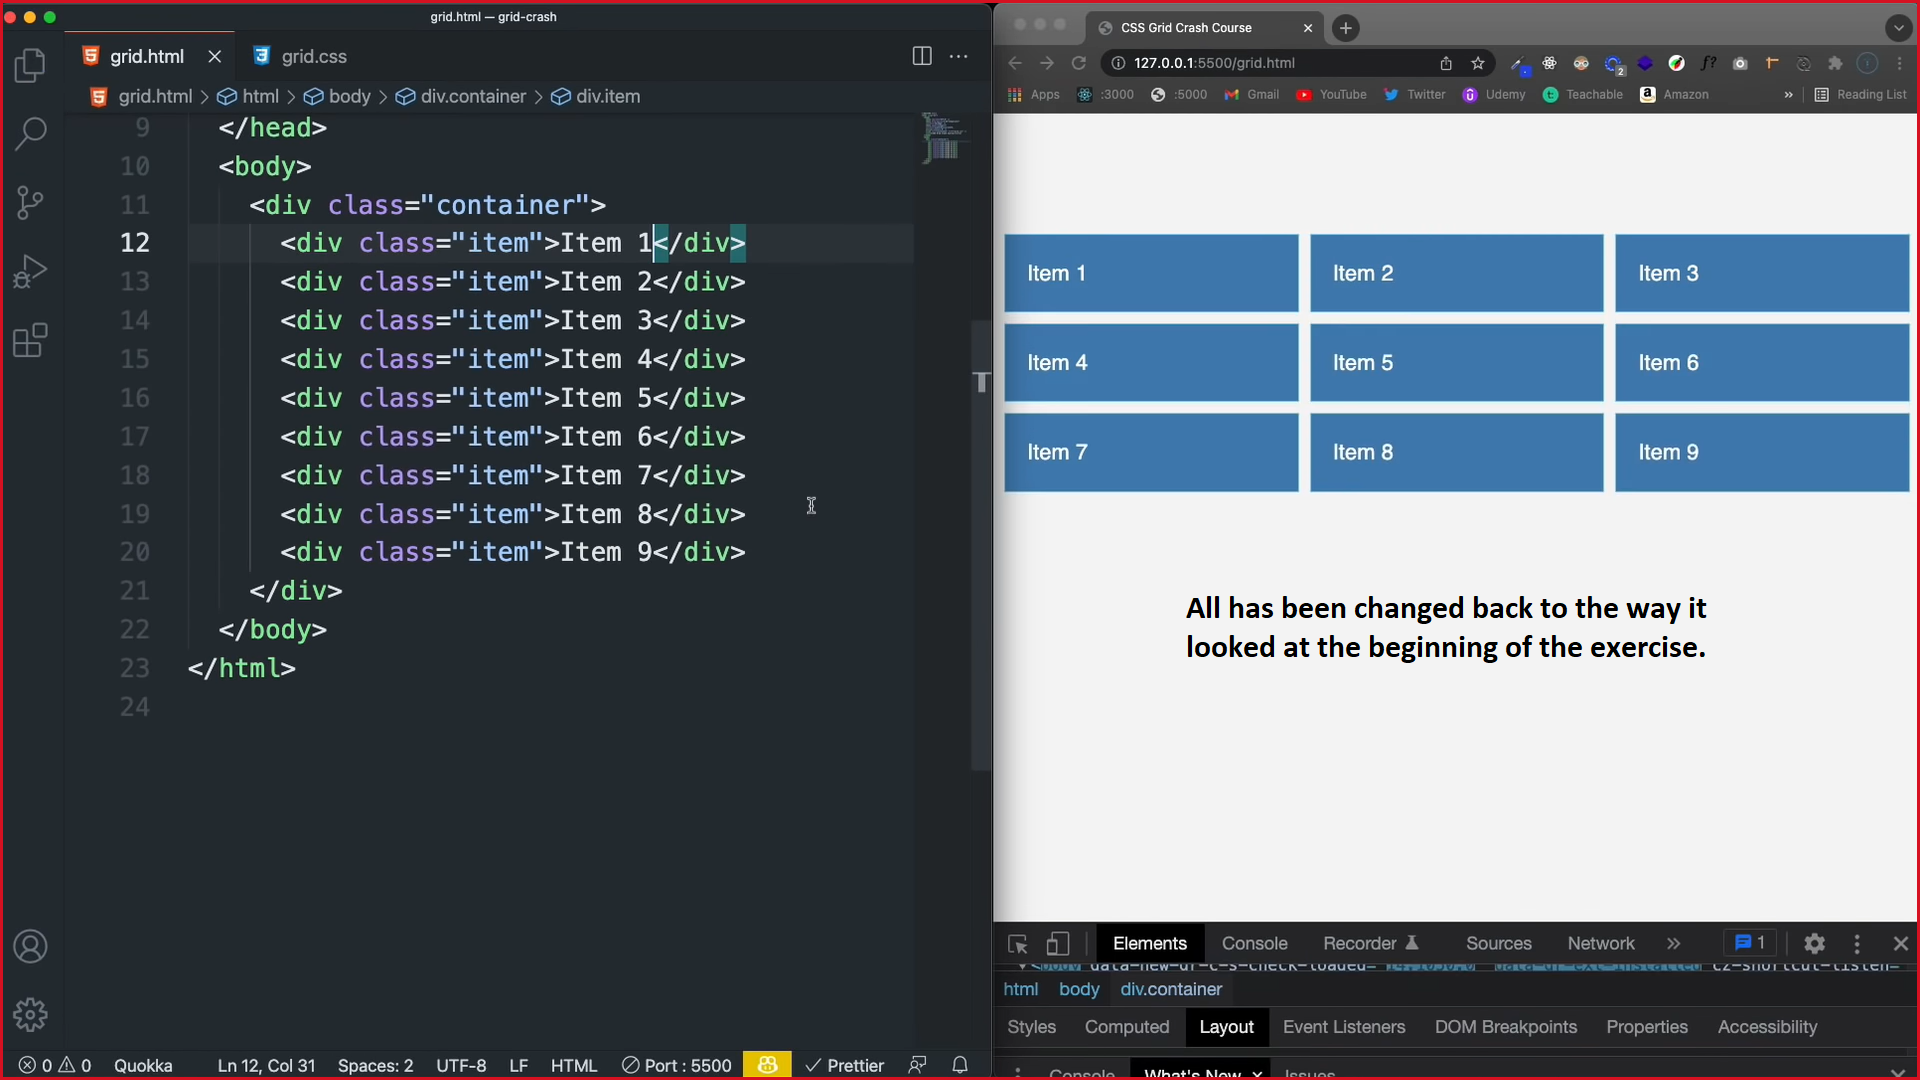 grid.html — grid-crash
grid.html
grid.css
grid.html > html > body > div.container > div.item
9 </head>
10 <body>
11 <div class="container">
12 <div class="item">Item 1</div>
13 <div class="item">Item 2</div>
14 <div class="item">Item 3</div>
15 <div class="item">Item 4</div>
16 <div class="item">Item 5</div>
17 <div class="item">Item 6</div>
18 <div class="item">Item 7</div>
19 <div class="item">Item 8</div>
20 <div class="item">Item 9</div>
21 </div>
22 </body>
23 </html>
24
0 0 Quokka Ln 12, Col 31 Spaces: 2 UTF-8 LF HTML Port : 5500 Prettier
CSS Grid Crash Course
127.0.0.1:5500/grid.html
Apps :3000 :5000 Gmail YouTube Twitter Udemy Teachable Amazon » Reading List
Item 1 Item 2 Item 3
Item 4 Item 5 Item 6
Item 7 Item 8 Item 9
All has been changed back to the way it
looked at the beginning of the exercise.
Elements Console Recorder Sources Network » 1
html body div.container
Styles Computed Layout Event Listeners DOM Breakpoints Properties Accessibility
Console What's New Issues